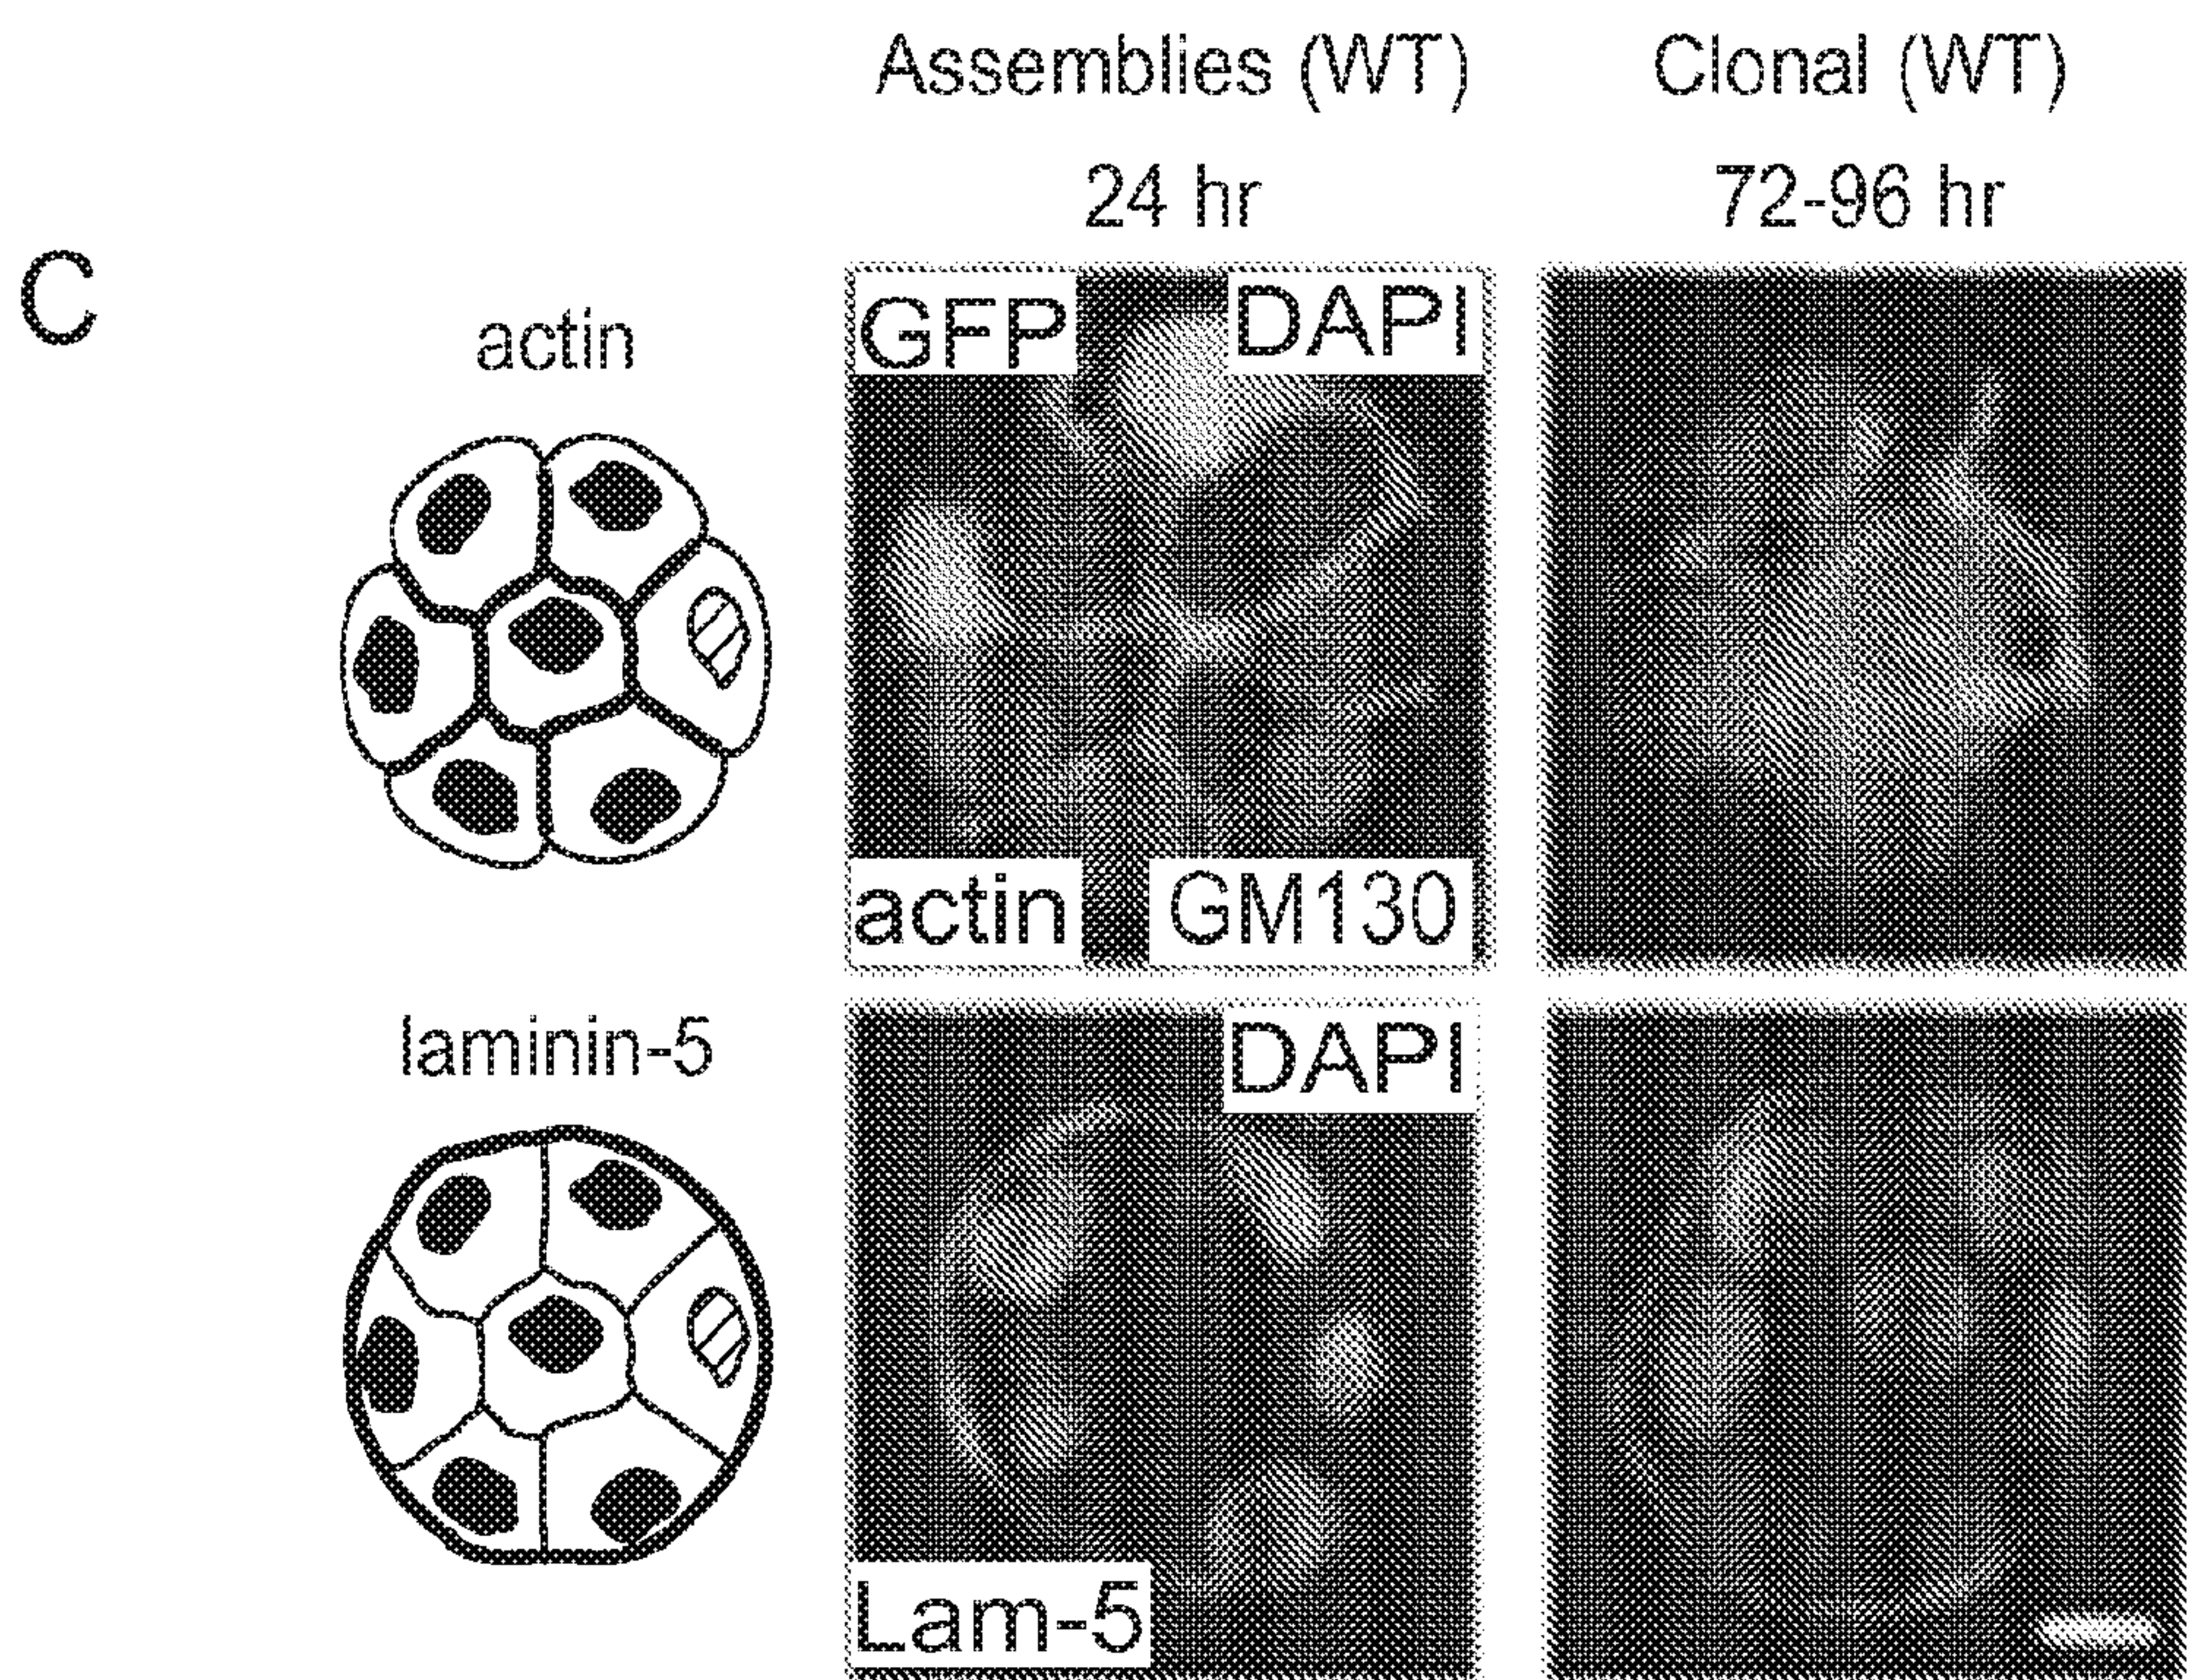 Assemblies (WT) Clonal (WT)
24 hr 72-96 hr
C
actin
GFP DAPI
actin GM130
laminin-5
DAPI
Lam-5